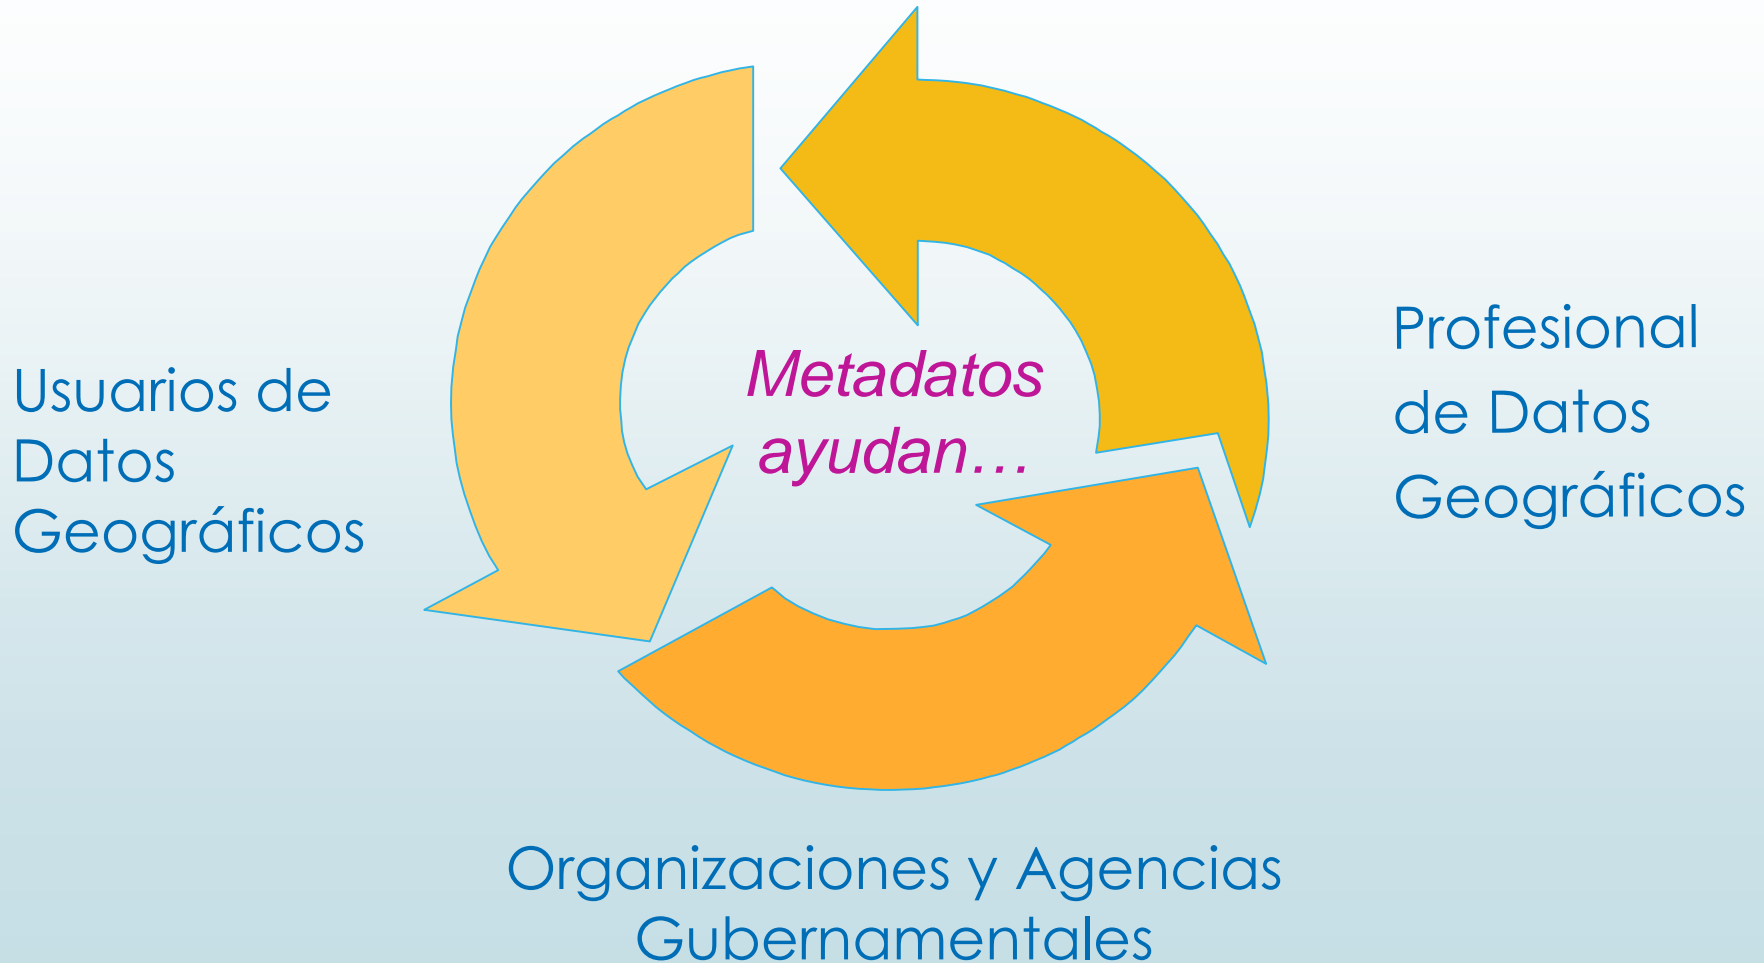 Metadatos
ayudan…
Usuarios de
Datos
Geográficos
Profesional
de Datos
Geográficos
Organizaciones y Agencias
Gubernamentales